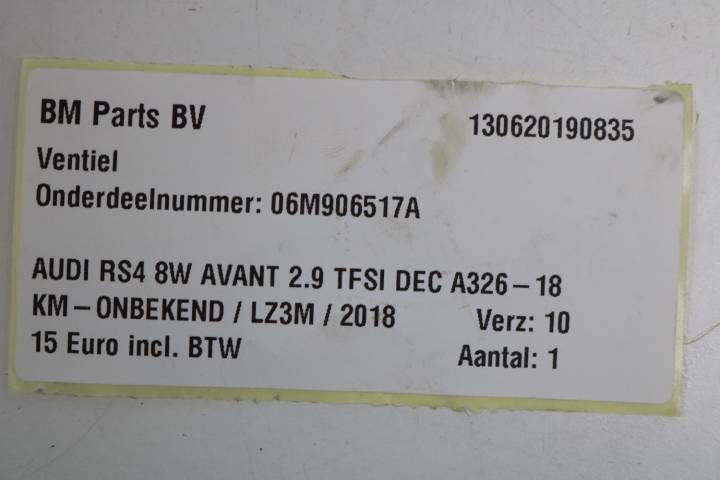 BM Parts BV 130620190835
Ventiel
Onderdeelnummer: 06M906517A
AUDI RS4 8W AVANT 2.9 TFSI DEC A326-18
KM-ONBEKEND / LZ3M / 2018 Verz: 10
15 Euro incl. BTW Aantal: 1